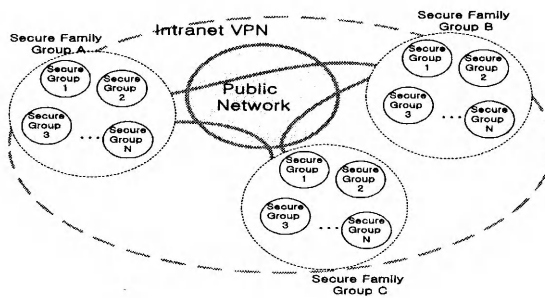 Intranet VPN
Secure Family
Group A
Secure
Group
1
Secure
Group
2
Secure
Group
3
...
Secure
Group
N
Public
Network
Secure Family
Group B
Secure
Group
1
Secure
Group
2
Secure
Group
3
...
Secure
Group
N
Secure
Group
1
Secure
Group
2
Secure
Group
3
...
Secure
Group
N
Secure Family
Group C